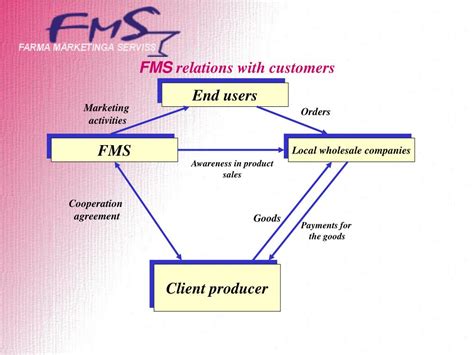 FMS
FARMA MARKETINGA SERVISS
FMS relations with customers
End users
Marketing
activities
Orders
FMS
Local wholesale companies
Awareness in product
sales
Cooperation
agreement
Goods
Payments for
the goods
Client producer